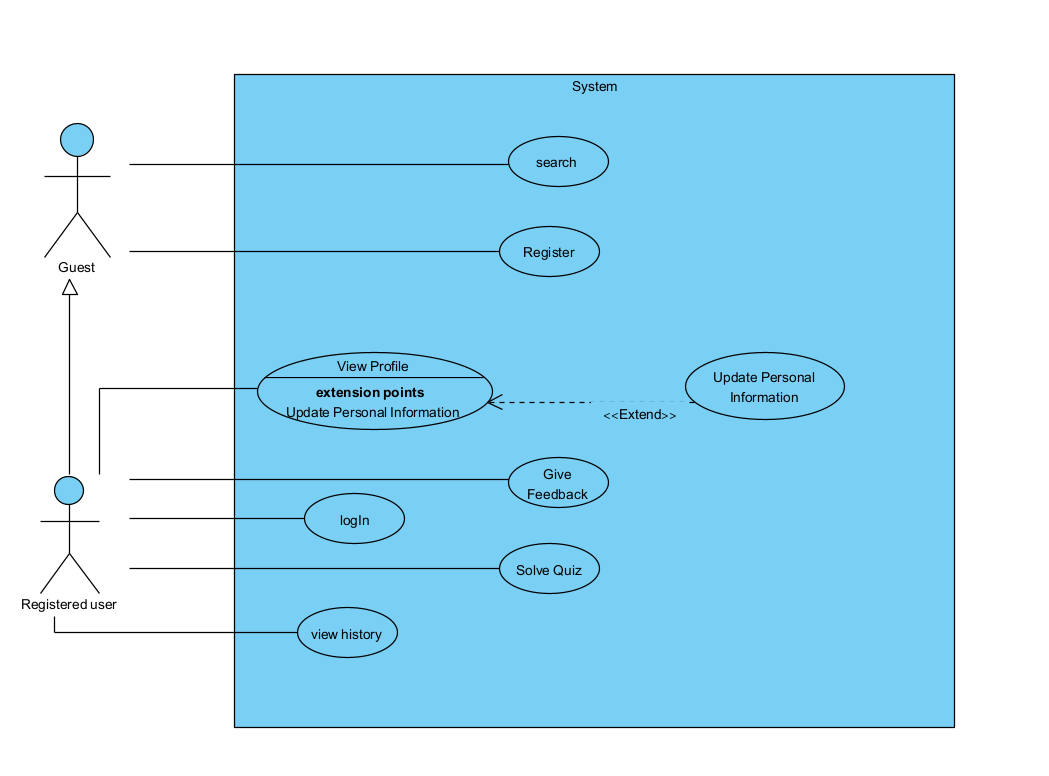 System
search
Guest
Register
View Profile
extension points
Update Personal Information
Update Personal
Information
<<Extend>>
Give
Feedback
logIn
Solve Quiz
Registered user
view history